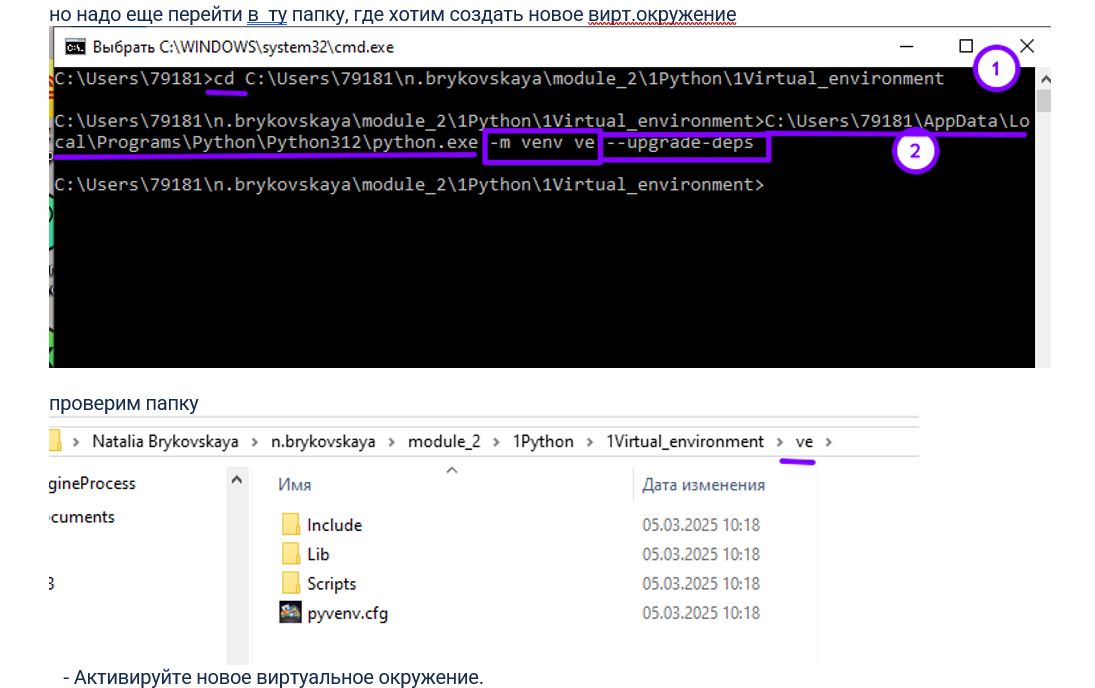 но надо еще перейти в ту папку, где хотим создать новое вирт.окружение
Выбрать C:\WINDOWS\system32\cmd.exe
C:\Users\79181>cd C:\Users\79181\n.brykovskaya\module_2\1Python\1Virtual_environment
1
C:\Users\79181\n.brykovskaya\module_2\1Python\1Virtual_environment>C:\Users\79181\AppData\Lo
cal\Programs\Python\Python312\python.exe -m venv ve --upgrade-deps
2
C:\Users\79181\n.brykovskaya\module_2\1Python\1Virtual_environment>
проверим папку
> Natalia Brykovskaya > n.brykovskaya > module_2 > 1Python > 1Virtual_environment > ve >
gineProcess
cuments
3
Имя Дата изменения
Include 05.03.2025 10:18
Lib 05.03.2025 10:18
Scripts 05.03.2025 10:18
pyvenv.cfg 05.03.2025 10:18
- Активируйте новое виртуальное окружение.